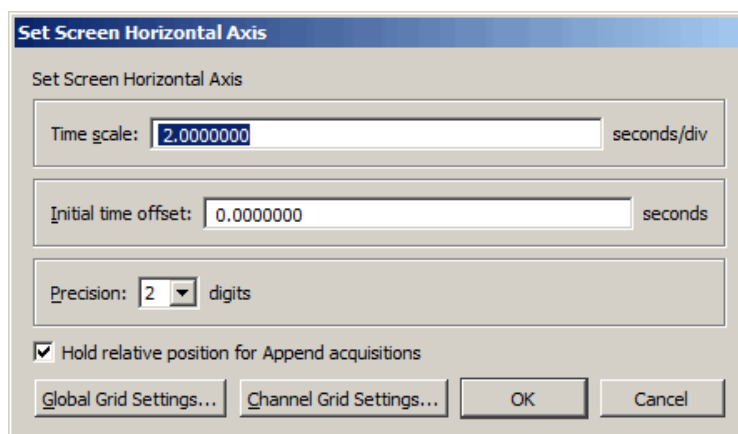 Set Screen Horizontal Axis
Set Screen Horizontal Axis
Time scale: 2.0000000 seconds/div
Initial time offset: 0.0000000 seconds
Precision: 2 digits
Hold relative position for Append acquisitions
Global Grid Settings... Channel Grid Settings... OK Cancel